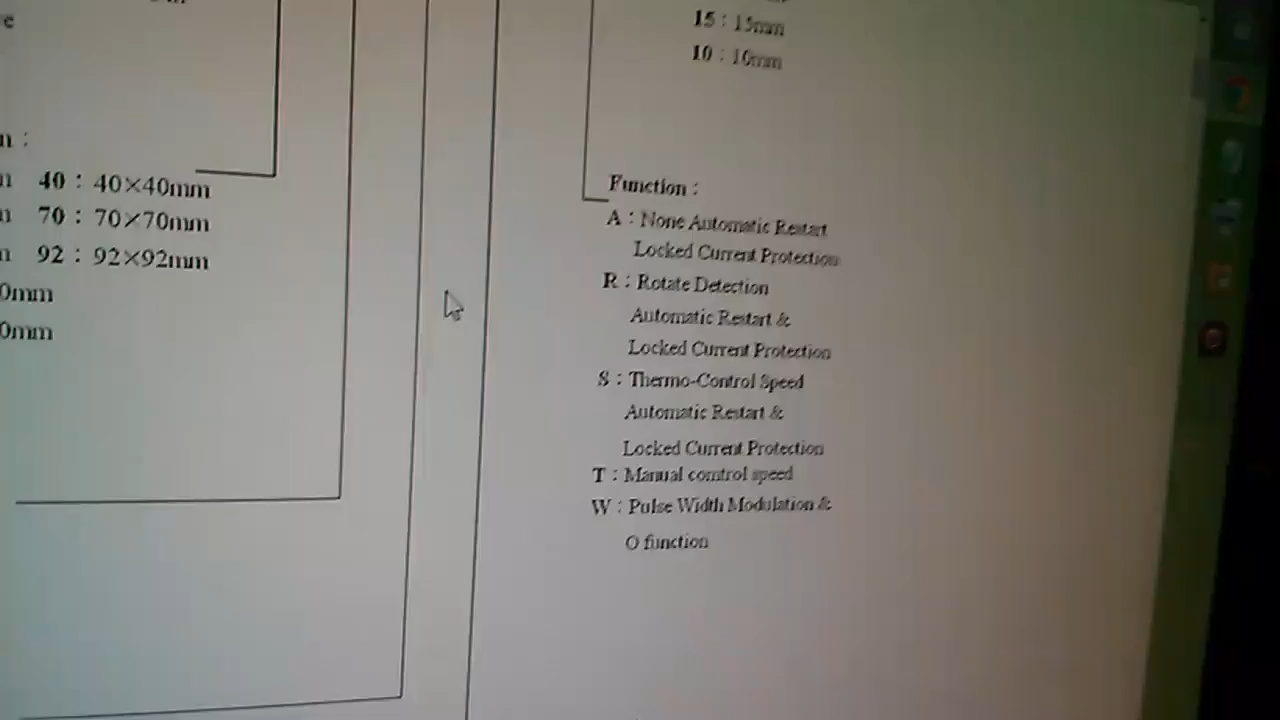 e
15 : 15mm
10 : 10mm
n :
40 : 40×40mm
70 : 70×70mm
92 : 92×92mm
0mm
0mm
Function :
A : None Automatic Restart
Locked Current Protection
R : Rotate Detection
Automatic Restart &
Locked Current Protection
S : Thermo-Control Speed
Automatic Restart &
Locked Current Protection
T : Manual comtrol speed
W : Pulse Width Modulation &
O function